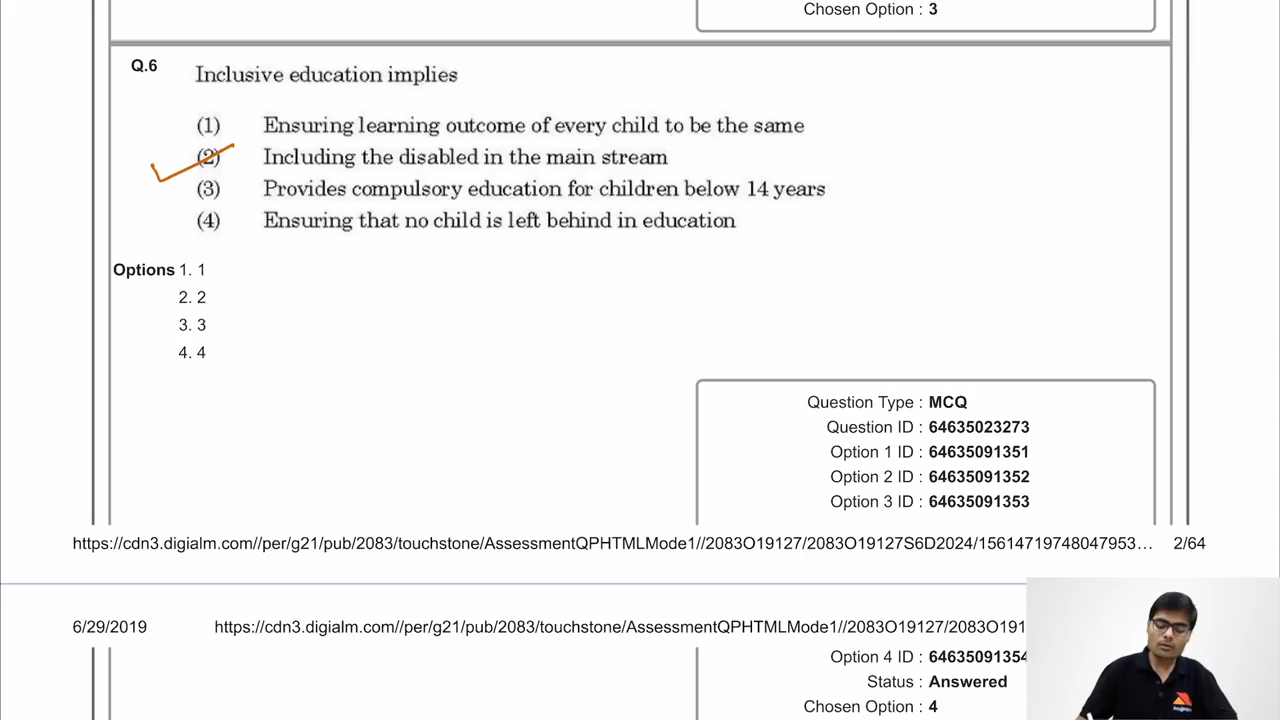 Chosen Option : 3
Q.6 Inclusive education implies
(1) Ensuring learning outcome of every child to be the same
(2) Including the disabled in the main stream
(3) Provides compulsory education for children below 14 years
(4) Ensuring that no child is left behind in education
Options 1. 1
2. 2
3. 3
4. 4
Question Type : MCQ
Question ID : 64635023273
Option 1 ID : 64635091351
Option 2 ID : 64635091352
Option 3 ID : 64635091353
https://cdn3.digialm.com//per/g21/pub/2083/touchstone/AssessmentQPHTMLMode1//2083O19127/2083O19127S6D2024/15614719748047953… 2/64
6/29/2019 https://cdn3.digialm.com//per/g21/pub/2083/touchstone/AssessmentQPHTMLMode1//2083O19127/2083O191
Option 4 ID : 64635091354
Status : Answered
Chosen Option : 4